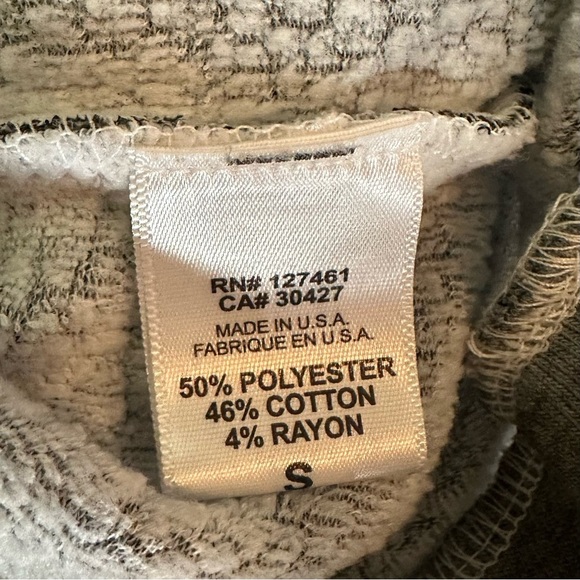 RN# 127461
CA# 30427
MADE IN U.S.A.
FABRIQUE EN U.S.A.
50% POLYESTER
46% COTTON
4% RAYON
S